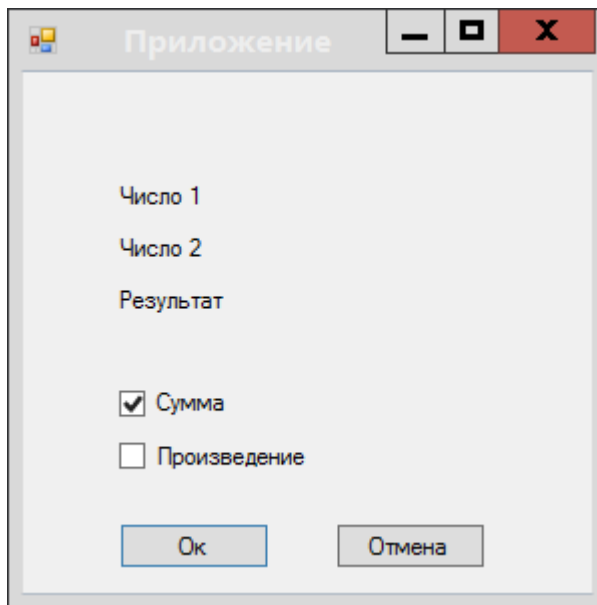 Приложение
Число 1
Число 2
Результат
Сумма
Произведение
Ок Отмена